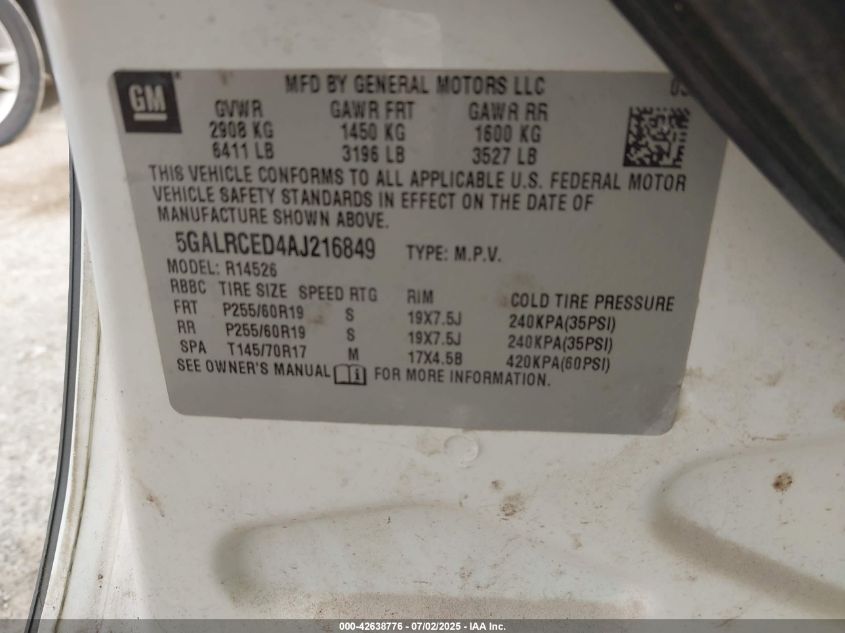 GM
MFD BY GENERAL MOTORS LLC
GVWR GAWR FRT GAWR RR
2908 KG 1450 KG 1600 KG
6411 LB 3196 LB 3527 LB
THIS VEHICLE CONFORMS TO ALL APPLICABLE U.S. FEDERAL MOTOR
VEHICLE SAFETY STANDARDS IN EFFECT ON THE DATE OF
MANUFACTURE SHOWN ABOVE.
5GALRCED4AJ216849 TYPE: M.P.V.
MODEL: R14526
RBBC TIRE SIZE SPEED RTG RIM COLD TIRE PRESSURE
FRT P255/60R19 S 19X7.5J 240KPA(35PSI)
RR P255/60R19 S 19X7.5J 240KPA(35PSI)
SPA T145/70R17 M 17X4.5B 420KPA(60PSI)
SEE OWNER'S MANUAL FOR MORE INFORMATION.
000-42638776 - 07/02/2025 - IAA Inc.